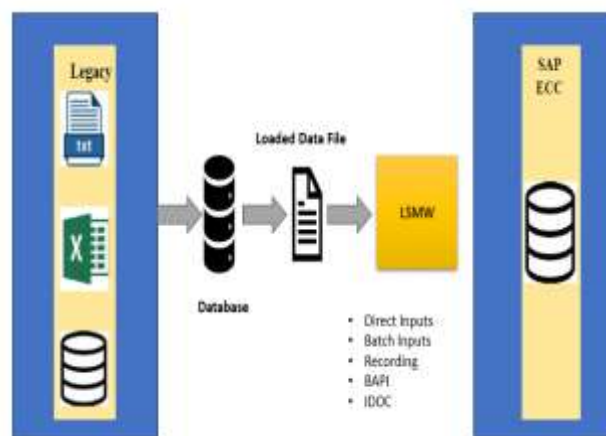 Legacy
txt
X
Database
Loaded Data File
LSMW
• Direct Inputs
• Batch Inputs
• Recording
• BAPI
• IDOC
SAP
ECC